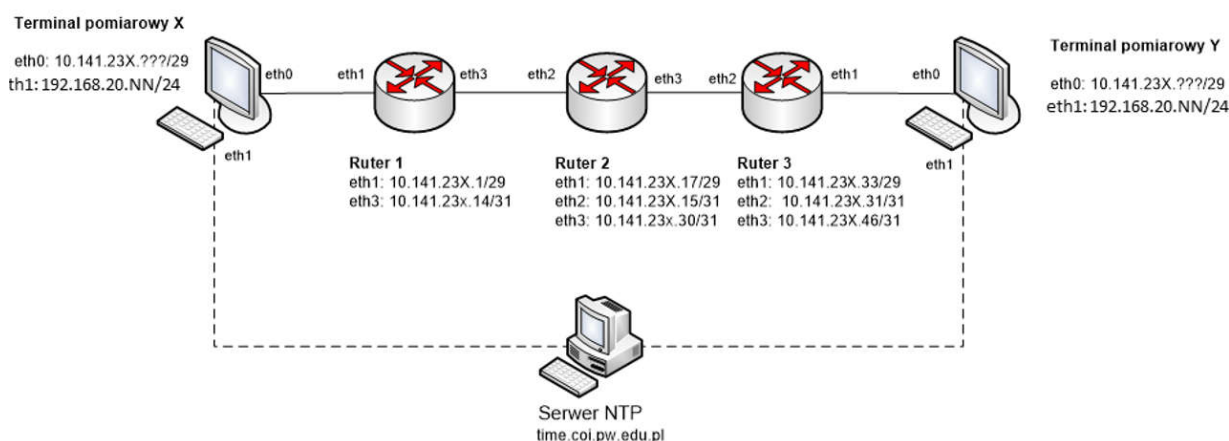 Terminal pomiarowy X
eth0: 10.141.23X.???/29
th1: 192.168.20.NN/24
eth0
eth1
eth1
eth3
eth2
eth3
eth2
eth1
eth0
eth1
Terminal pomiarowy Y
eth0: 10.141.23X.???/29
eth1: 192.168.20.NN/24
Ruter 1
eth1: 10.141.23X.1/29
eth3: 10.141.23x.14/31
Ruter 2
eth1: 10.141.23X.17/29
eth2: 10.141.23X.15/31
eth3: 10.141.23x.30/31
Ruter 3
eth1: 10.141.23X.33/29
eth2: 10.141.23X.31/31
eth3: 10.141.23X.46/31
Serwer NTP
time.coi.pw.edu.pl